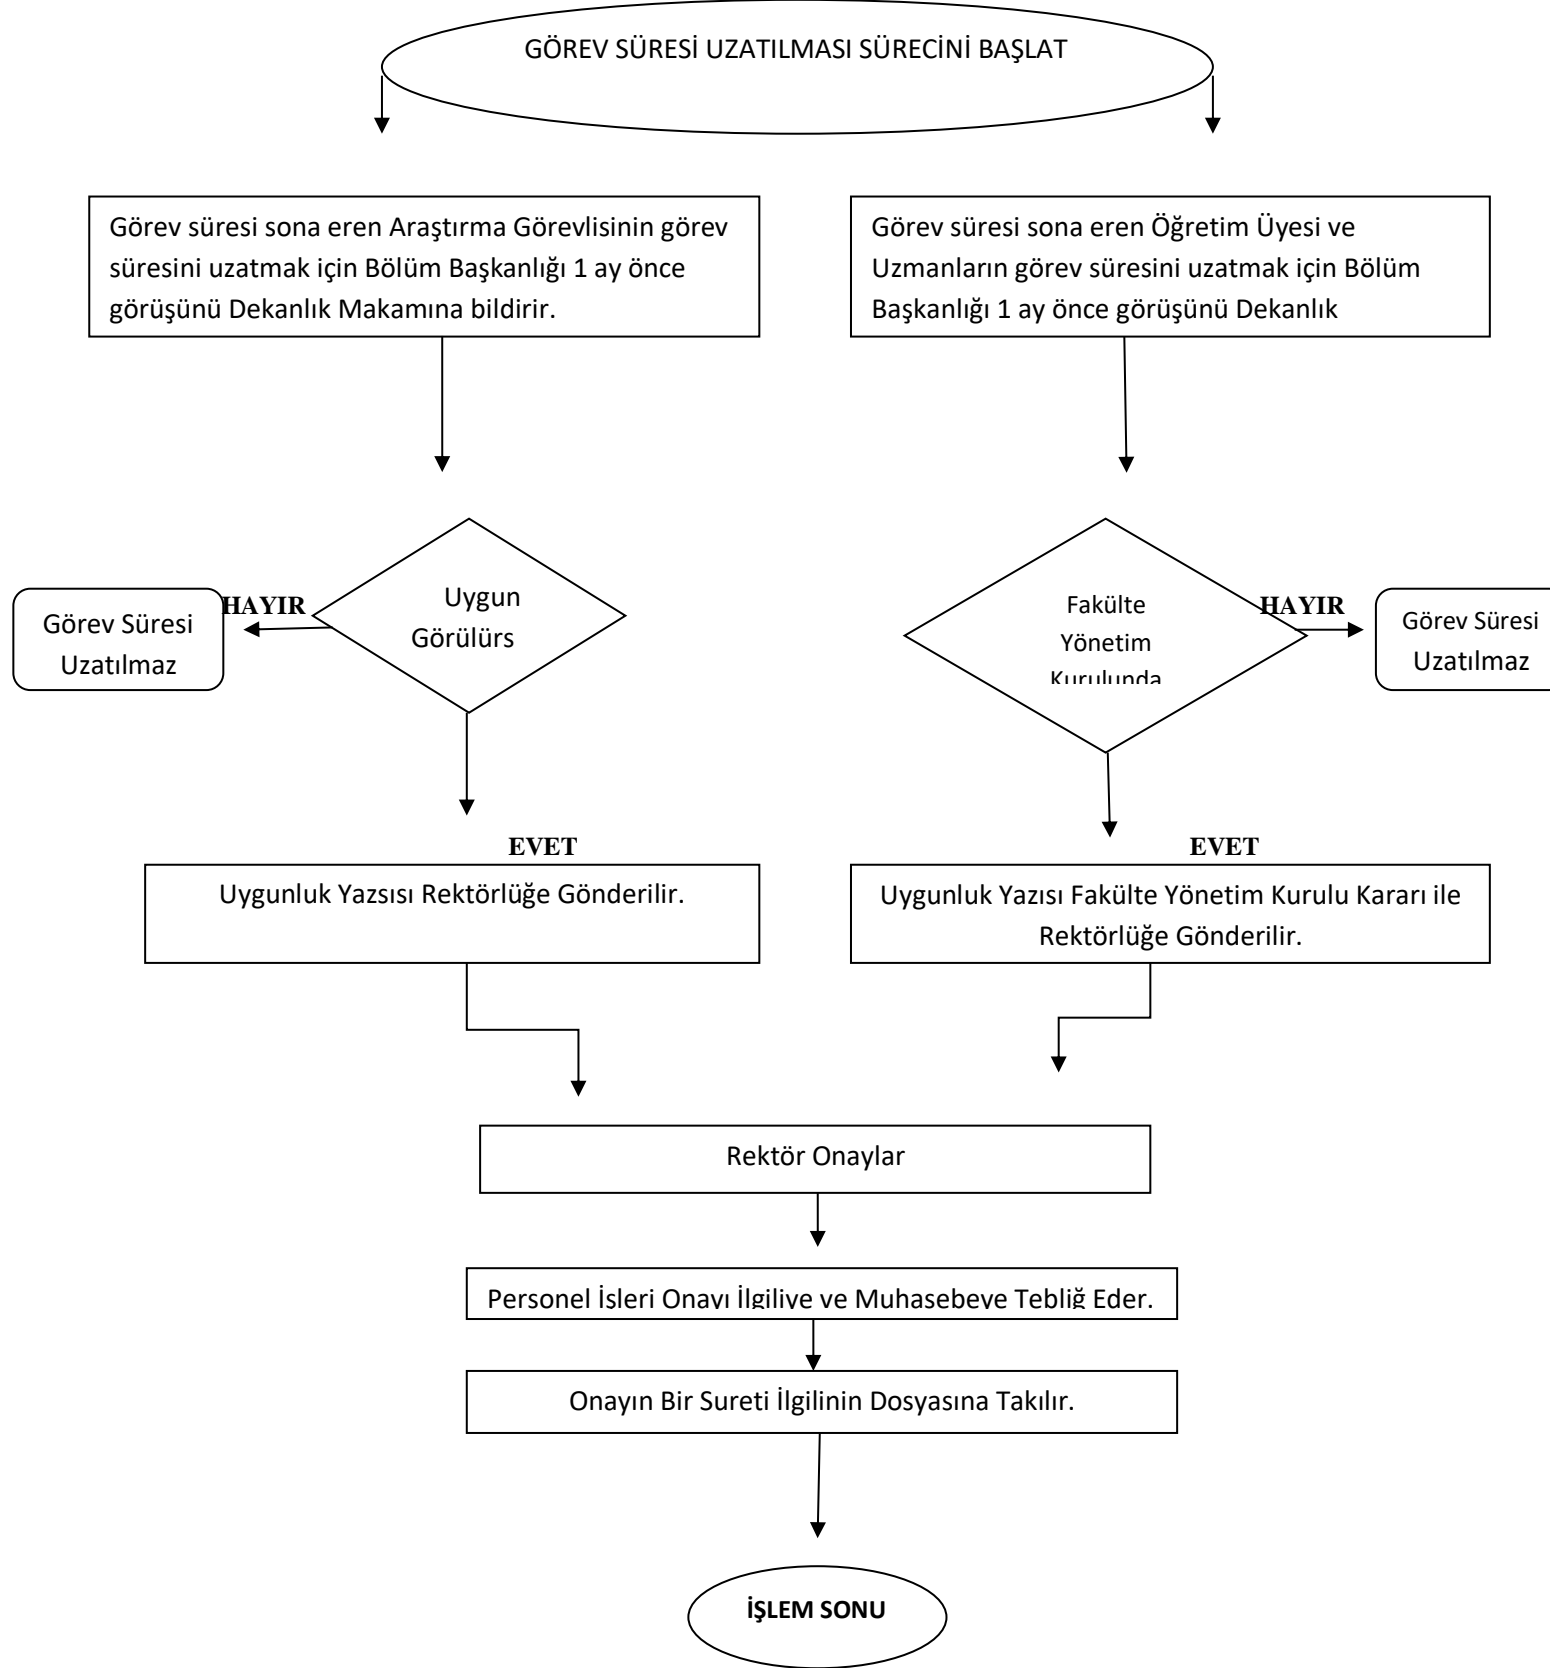 GÖREV SÜRESİ UZATILMASI SÜRECİNİ BAŞLAT
Görev süresi sona eren Araştırma Görevlisinin görev
süresini uzatmak için Bölüm Başkanlığı 1 ay önce
görüşünü Dekanlık Makamına bildirir.
Görev süresi sona eren Öğretim Üyesi ve
Uzmanların görev süresini uzatmak için Bölüm
Başkanlığı 1 ay önce görüşünü Dekanlık
Uygun
Görülürs
HAYIR
Görev Süresi
Uzatılmaz
Fakülte
Yönetim
Kurulunda
HAYIR
Görev Süresi
Uzatılmaz
EVET
EVET
Uygunluk Yazsısı Rektörlüğe Gönderilir.
Uygunluk Yazısı Fakülte Yönetim Kurulu Kararı ile
Rektörlüğe Gönderilir.
Rektör Onaylar
Personel İşleri Onayı İlgiliye ve Muhasebeye Tebliğ Eder.
Onayın Bir Sureti İlgilinin Dosyasına Takılır.
İŞLEM SONU